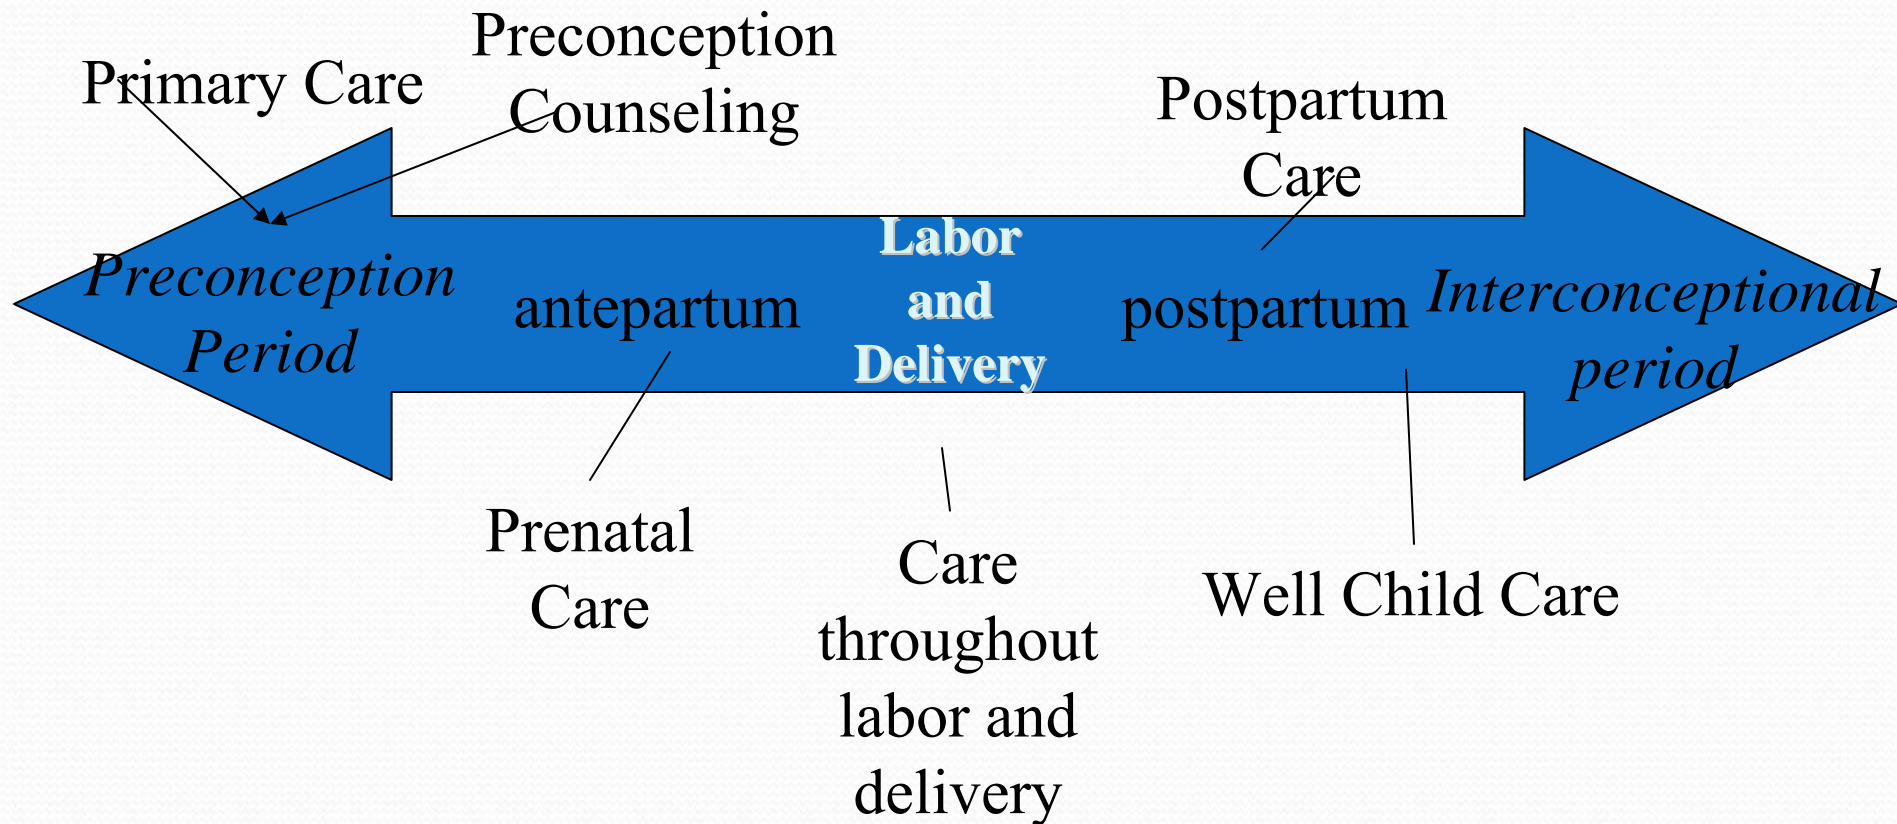 Primary Care
Preconception
Counseling
Postpartum
Care
Preconception
Period
antepartum
Labor
and
Delivery
postpartum
Interconceptional
period
Prenatal
Care
Care
throughout
labor and
delivery
Well Child Care